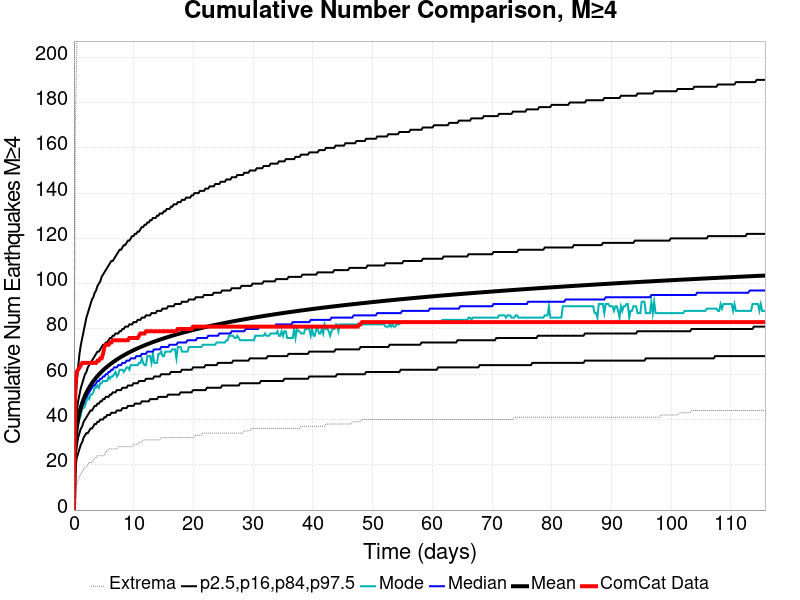 Cumulative Number Comparison, M≥4
Cumulative Num Earthquakes M≥4
200
180
160
140
120
100
80
60
40
20
0
0 10 20 30 40 50 60 70 80 90 100 110
Time (days)
Extrema p2.5,p16,p84,p97.5 Mode Median Mean ComCat Data